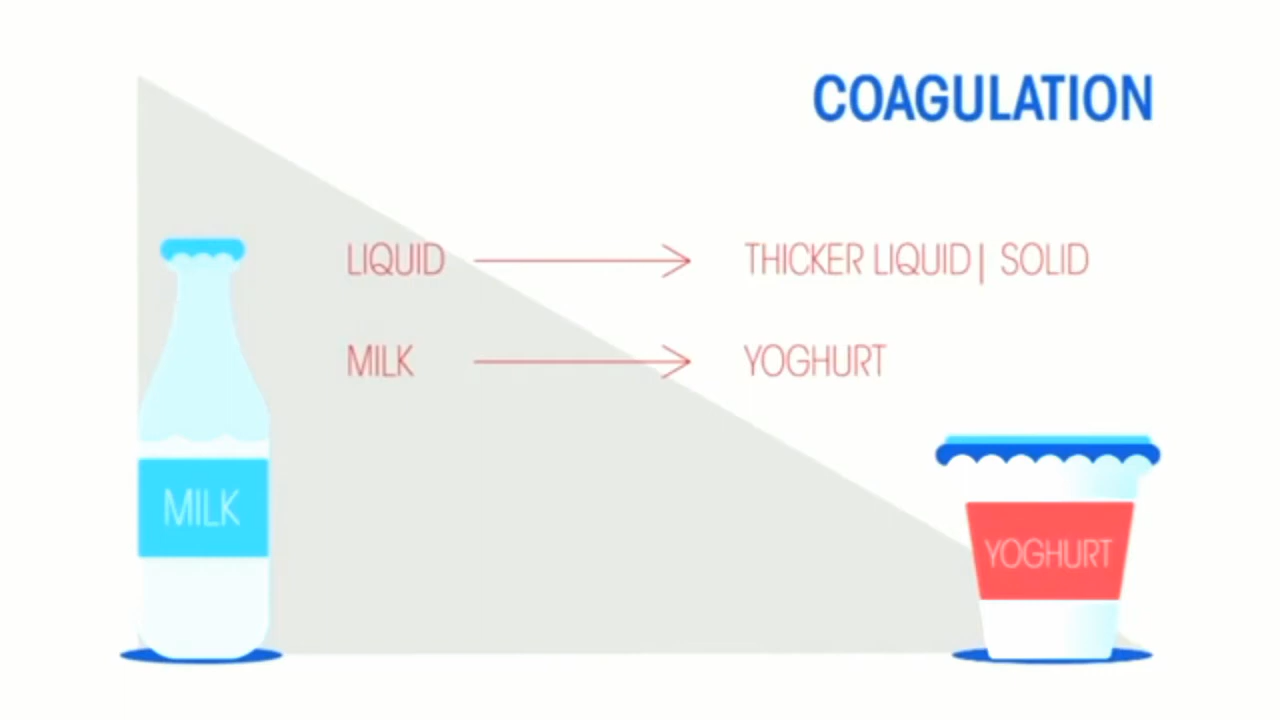 COAGULATION
LIQUID THICKER LIQUID| SOLID
MILK YOGHURT
MILK
YOGHURT